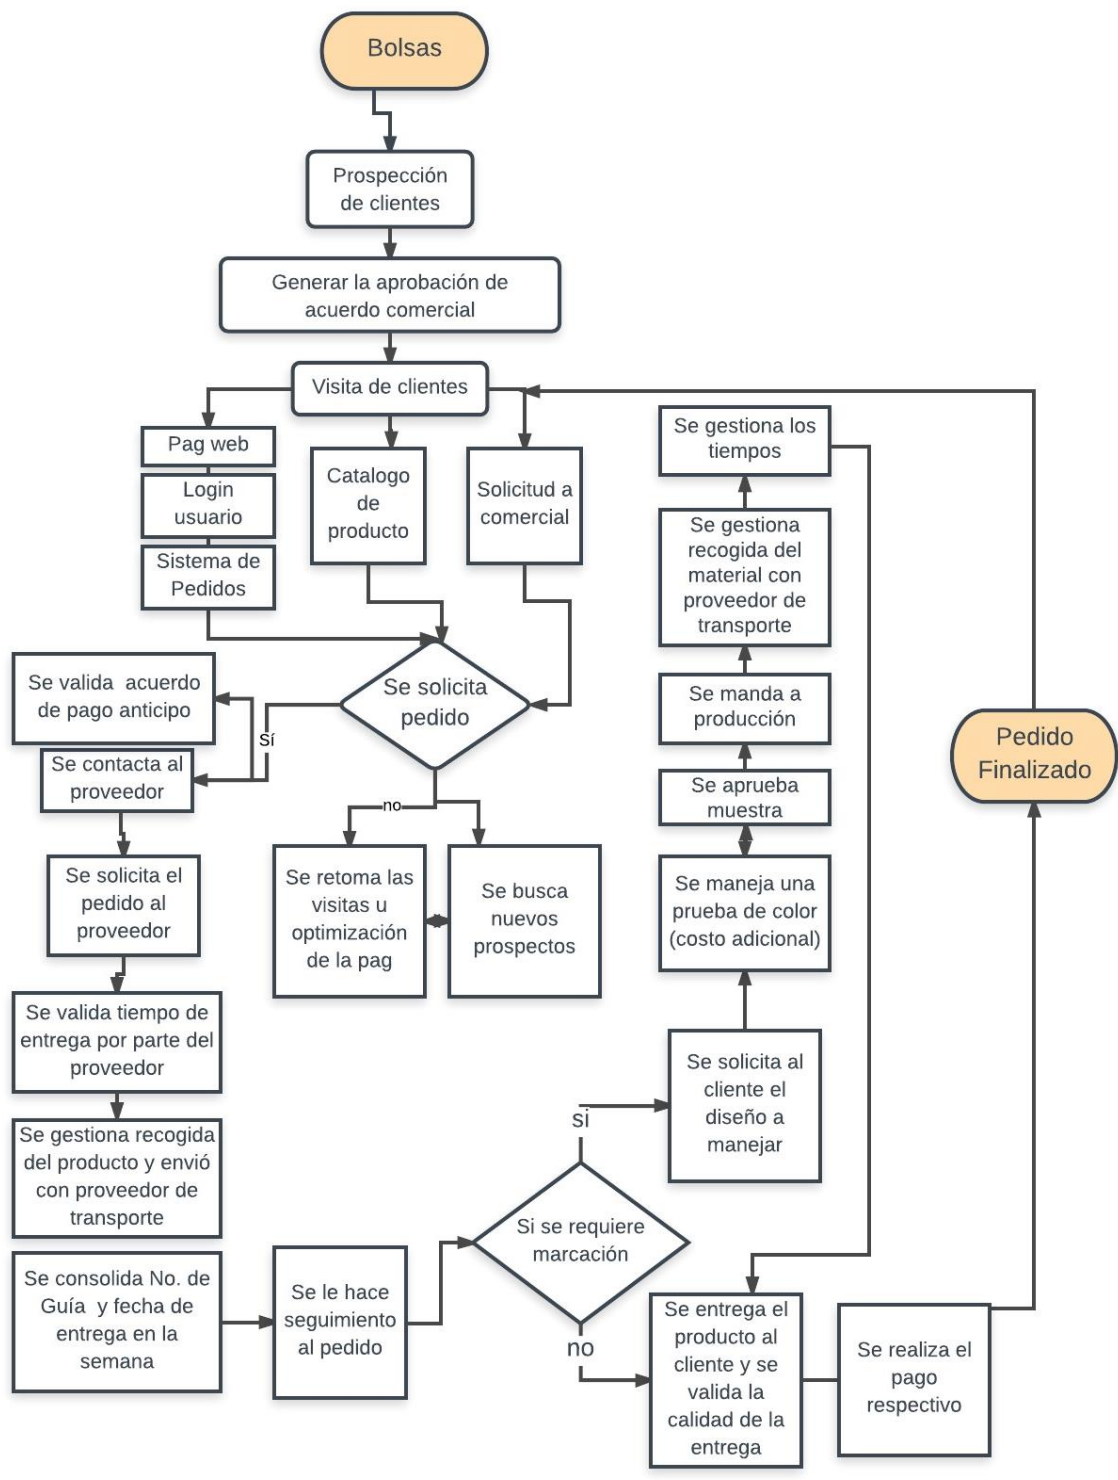 Bolsas
Prospección
de clientes
Generar la aprobación de
acuerdo comercial
Visita de clientes
Pag web
Login
usuario
Sistema de
Pedidos
Catalogo
de
producto
Solicitud a
comercial
Se solicita
pedido
Sí
Se valida  acuerdo
de pago anticipo
Se contacta al
proveedor
Se solicita el
pedido al
proveedor
Se valida tiempo de
entrega por parte del
proveedor
Se gestiona recogida
del producto y envió
con proveedor de
transporte
Se consolida No. de
Guía  y fecha de
entrega en la
semana
no
Se retoma las
visitas u
optimización
de la pag
Se busca
nuevos
prospectos
Se le hace
seguimiento
al pedido
Si se requiere
marcación
si
no
Se solicita al
cliente el
diseño a
manejar
Se maneja una
prueba de color
(costo adicional)
Se aprueba
muestra
Se manda a
producción
Se gestiona
recogida del
material con
proveedor de
transporte
Se gestiona los
tiempos
Se entrega el
producto al
cliente y se
valida la
calidad de la
entrega
Se realiza el
pago
respectivo
Pedido
Finalizado